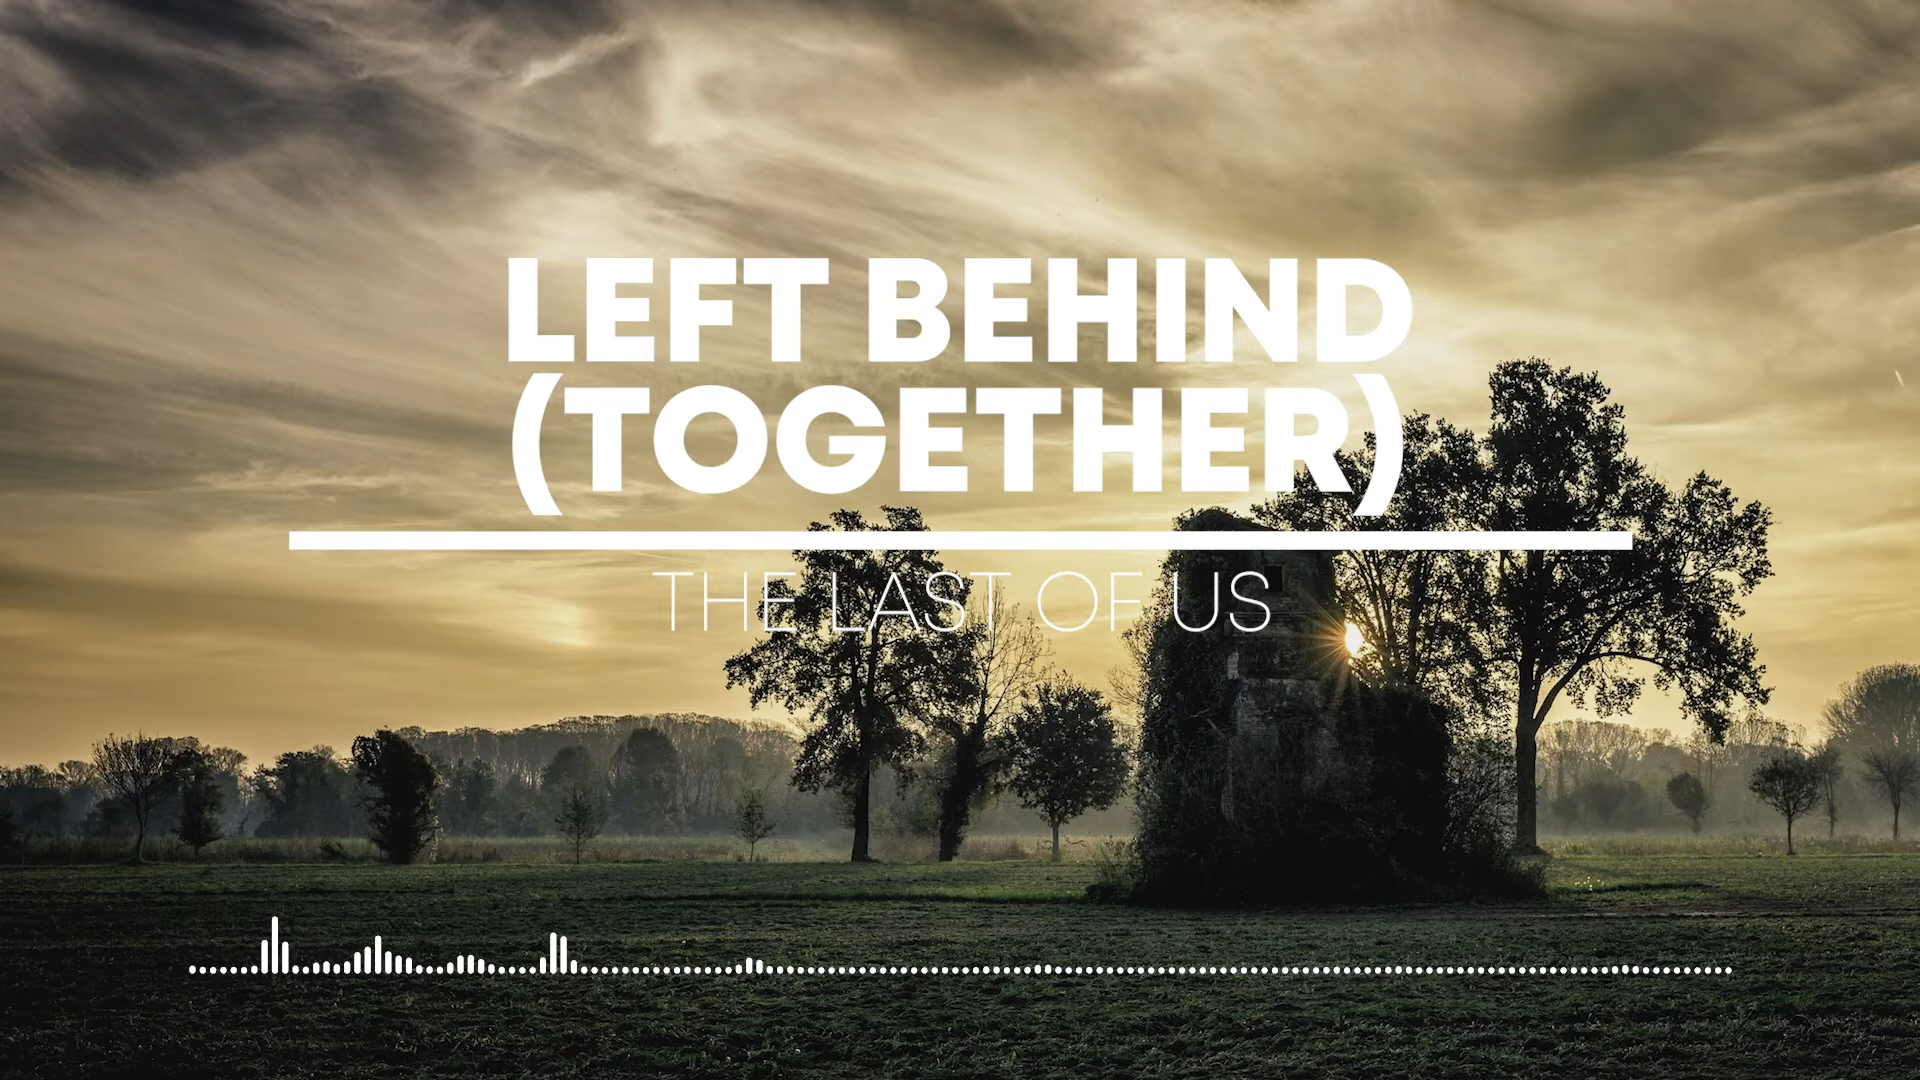 LEFT BEHIND
(TOGETHER)
THE LAST OF US